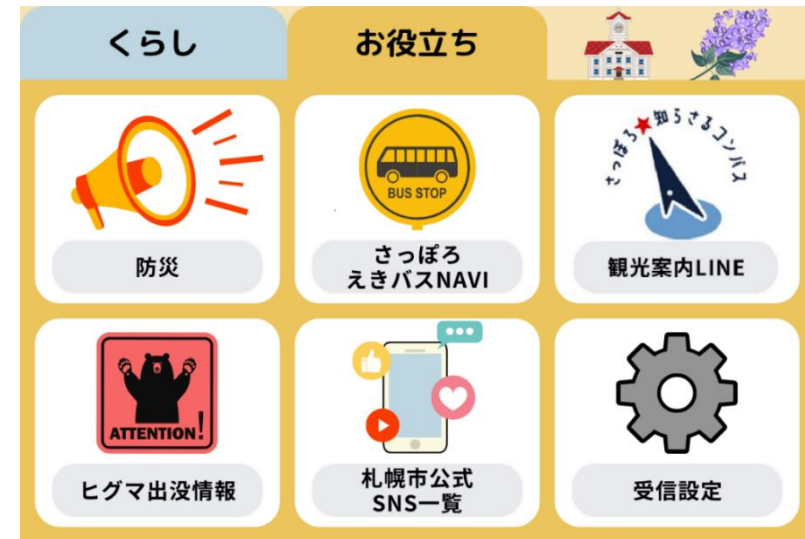 くらし
お役立ち
BUS STOP
さっぽろ★知らさるコンパス
防災
さっぽろ
えきバスNAVI
観光案内LINE
ATTENTION!
ヒグマ出没情報
札幌市公式
SNS一覧
受信設定